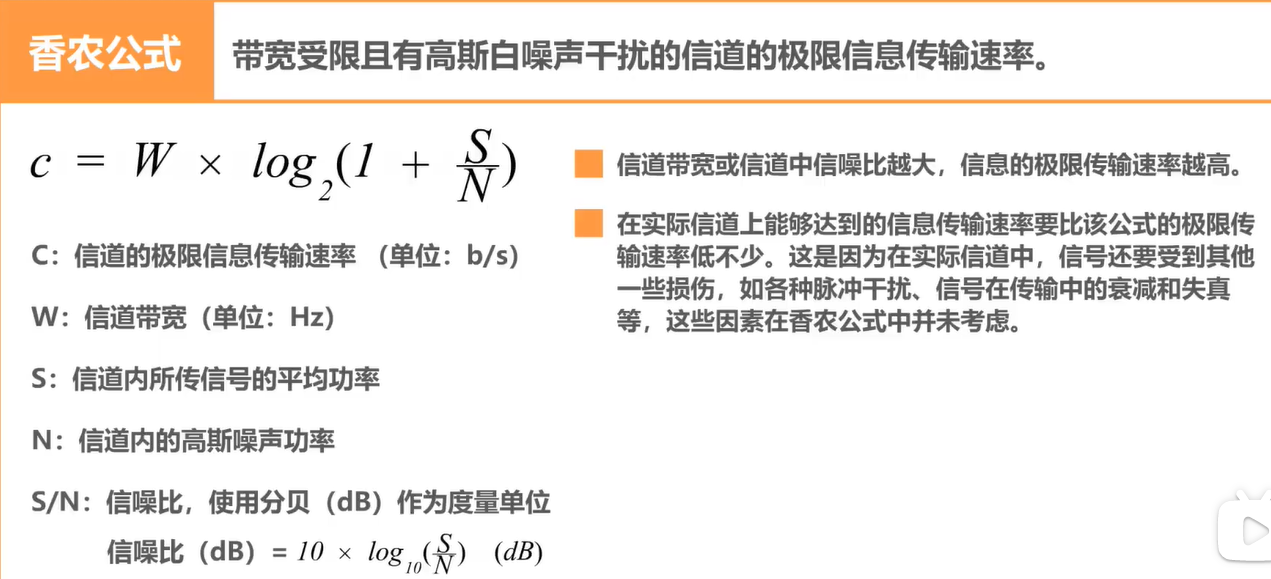 香农公式
带宽受限且有高斯白噪声干扰的信道的极限信息传输速率。
c = W × log₂(1 + S/N)
C：信道的极限信息传输速率 （单位：b/s）
W：信道带宽（单位：Hz）
S：信道内所传信号的平均功率
N：信道内的高斯噪声功率
S/N：信噪比，使用分贝（dB）作为度量单位
信噪比（dB）= 10 × log₁₀(S/N) (dB)
信道带宽或信道中信噪比越大，信息的极限传输速率越高。
在实际信道上能够达到的信息传输速率要比该公式的极限传
输速率低不少。这是因为在实际信道中，信号还要受到其他
一些损伤，如各种脉冲干扰、信号在传输中的衰减和失真
等，这些因素在香农公式中并未考虑。